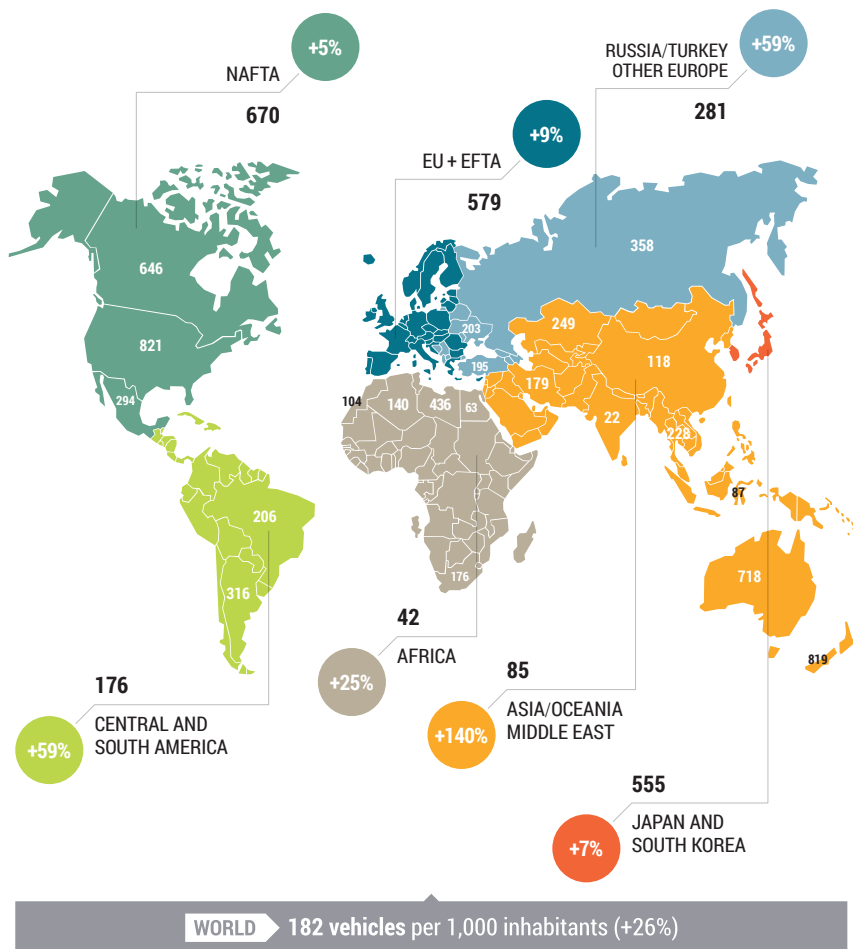 +5%
NAFTA
670
+59%
RUSSIA/TURKEY
OTHER EUROPE
281
+9%
EU + EFTA
579
646
821
294
358
203
195
249
179
118
22
228
87
718
819
104
140
436
63
176
206
316
42
AFRICA
+25%
176
CENTRAL AND
SOUTH AMERICA
+59%
85
ASIA/OCEANIA
MIDDLE EAST
+140%
555
JAPAN AND
SOUTH KOREA
+7%
WORLD 182 vehicles per 1,000 inhabitants (+26%)